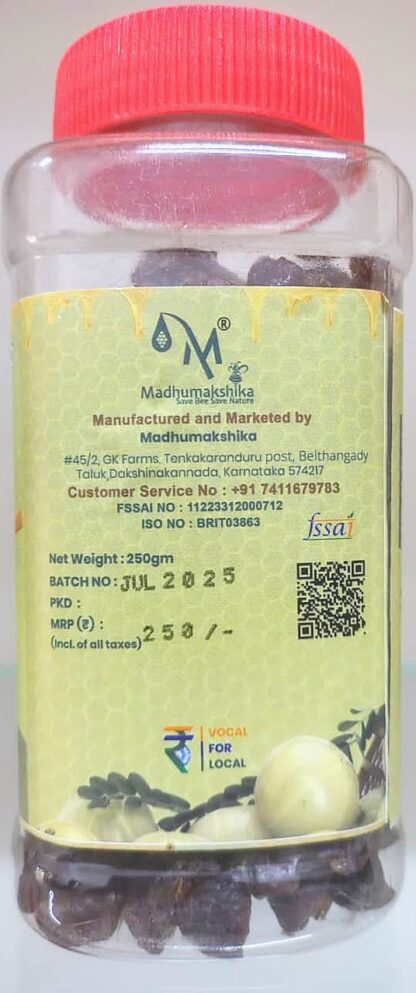 M®
Madhumakshika
Save Bee Save Nature
Manufactured and Marketed by
Madhumakshika
#45/2, GK Farms, Tenkakaranduru post, Belthangady
Taluk,Dakshinakannada, Karnataka 574217
Customer Service No : +91 7411679783
FSSAI NO : 11223312000712
ISO NO : BRIT03863
fssai
Net Weight : 250gm
BATCH NO : JUL 2025
PKD :
MRP (₹) : 250/-
(Incl. of all taxes)
VOCAL
FOR
LOCAL